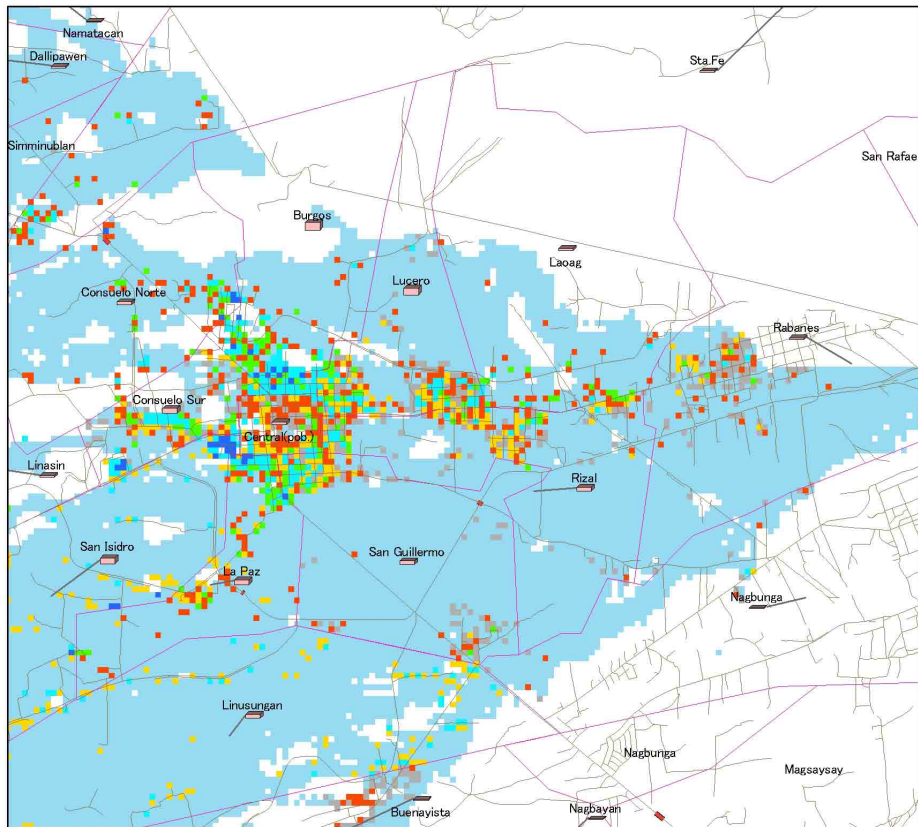 Namatacan
Dallipawen
Sta.Fe
Simminublan
San Rafae
Burgos
Laoag
Lucero
Consuelo Norte
Rabanes
Consuelo Sur
Central(pob.)
Linasin
Rizal
San Isidro
San Guillermo
La Paz
Nagbunga
Linusungan
Nagbunga
Magsaysay
Buenayista
Nagbayan